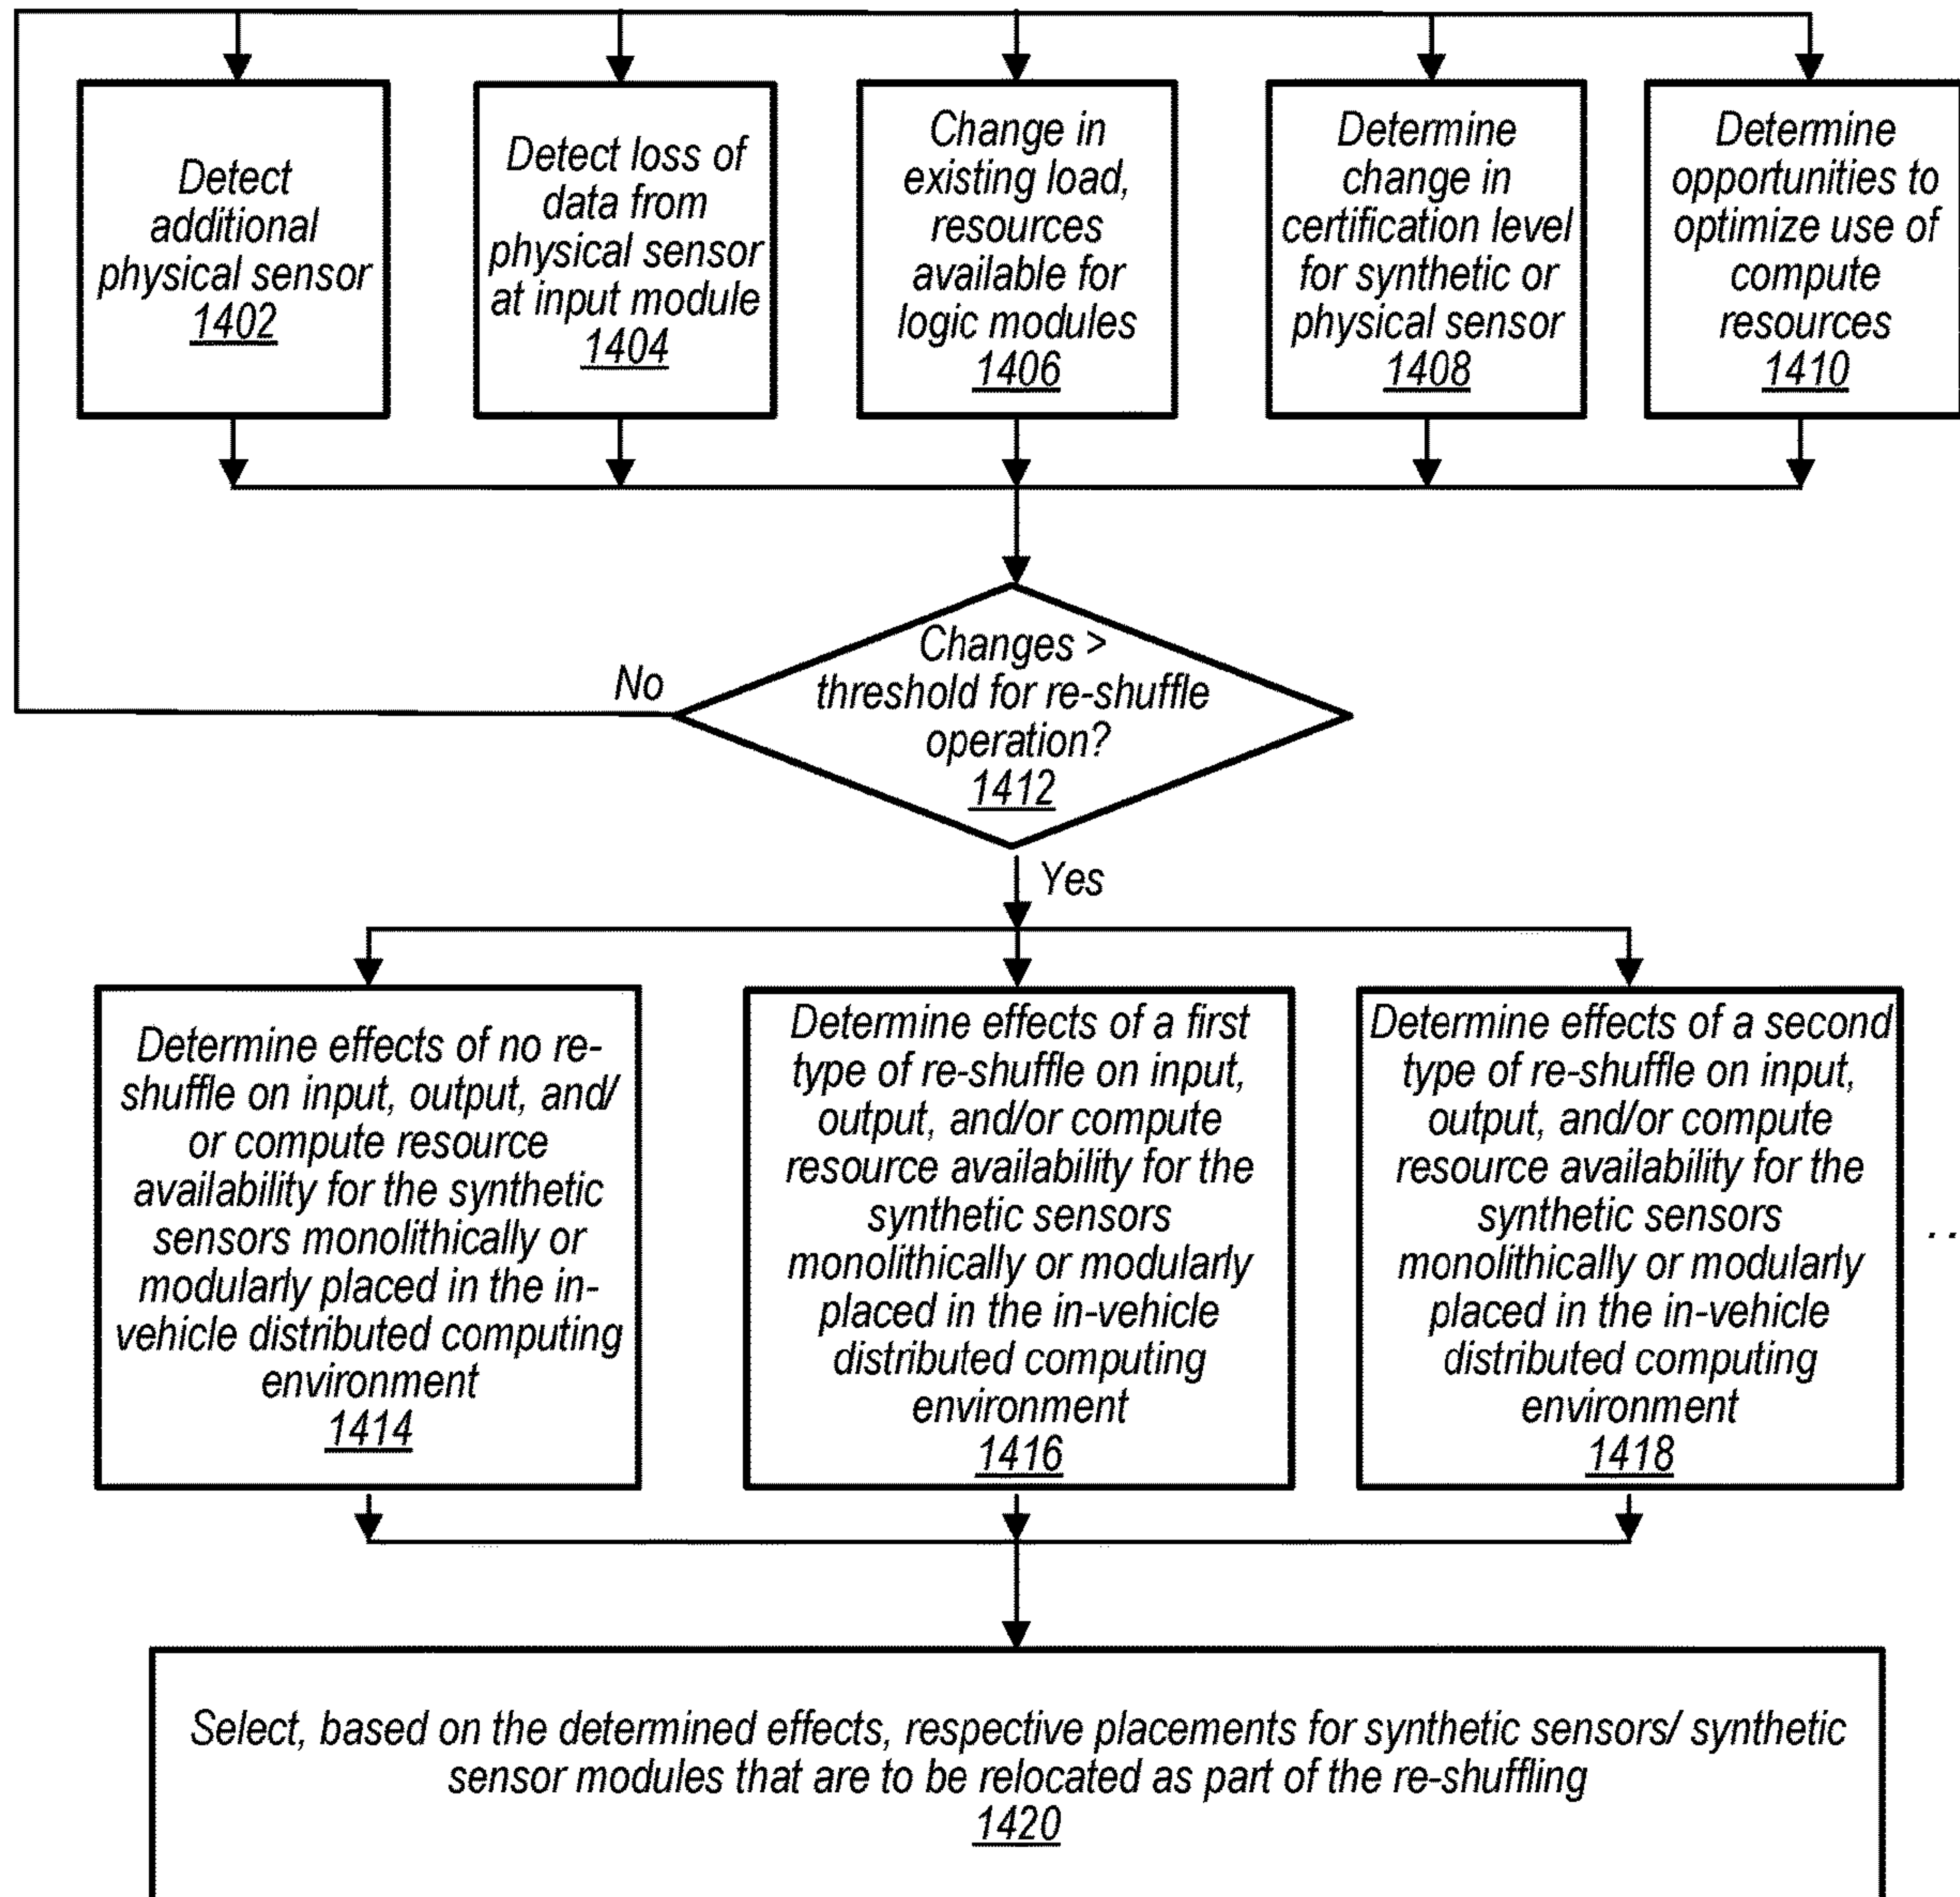 Detect
additional
physical sensor
1402
Detect loss of
data from
physical sensor
at input module
1404
Change in
existing load,
resources
available for
logic modules
1406
Determine
change in
certification level
for synthetic or
physical sensor
1408
Determine
opportunities to
optimize use of
compute
resources
1410
Changes >
threshold for re-shuffle
operation?
1412
No
Yes
Determine effects of no re-
shuffle on input, output, and/
or compute resource
availability for the synthetic
sensors monolithically or
modularly placed in the in-
vehicle distributed computing
environment
1414
Determine effects of a first
type of re-shuffle on input,
output, and/or compute
resource availability for the
synthetic sensors
monolithically or modularly
placed in the in-vehicle
distributed computing
environment
1416
Determine effects of a second
type of re-shuffle on input,
output, and/or compute
resource availability for the
synthetic sensors
monolithically or modularly
placed in the in-vehicle
distributed computing
environment
1418
. .
Select, based on the determined effects, respective placements for synthetic sensors/ synthetic
sensor modules that are to be relocated as part of the re-shuffling
1420